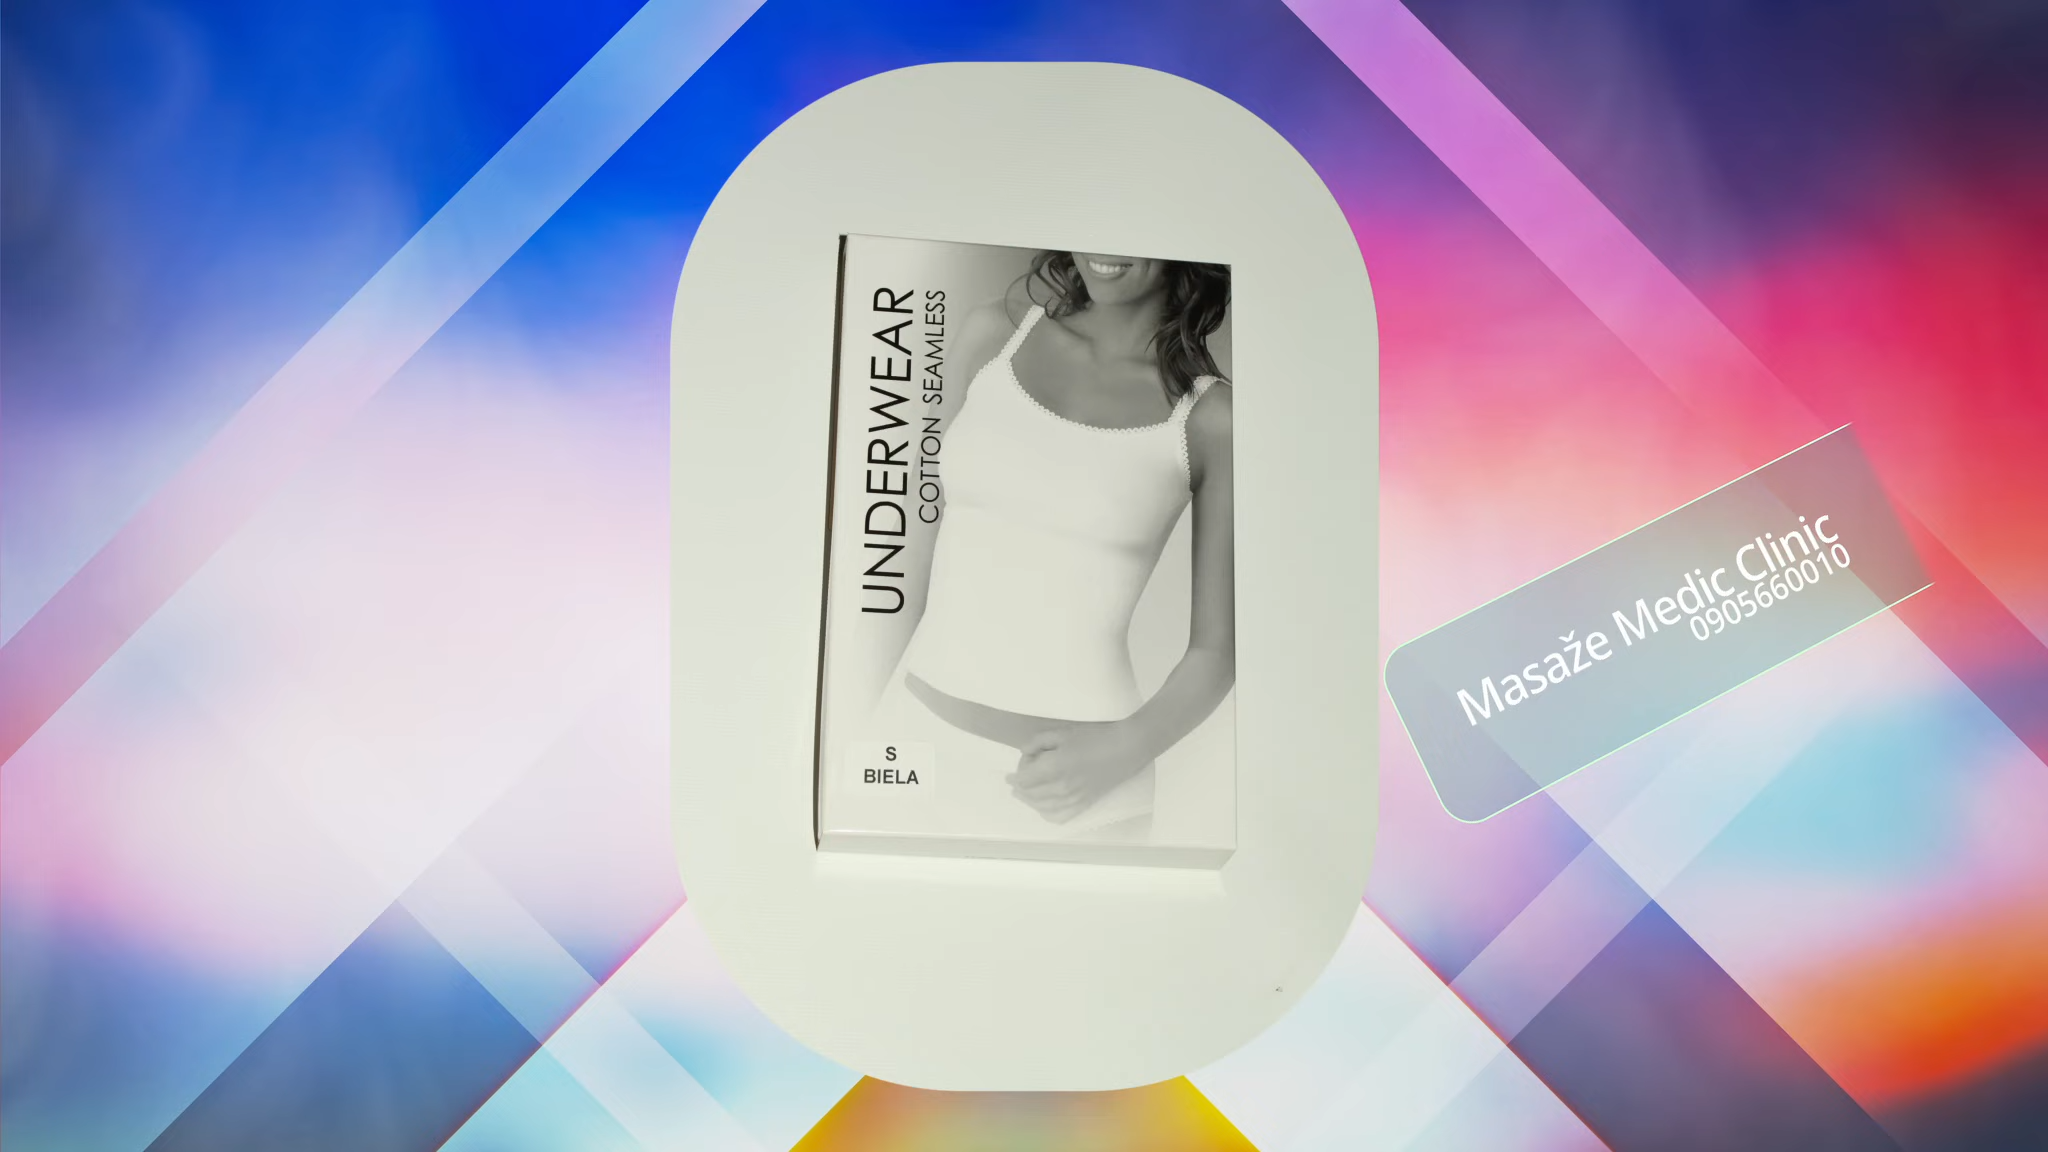 UNDERWEAR
COTTON SEAMLESS
S
BIELA
Masaže Medic Clinic
0905660010